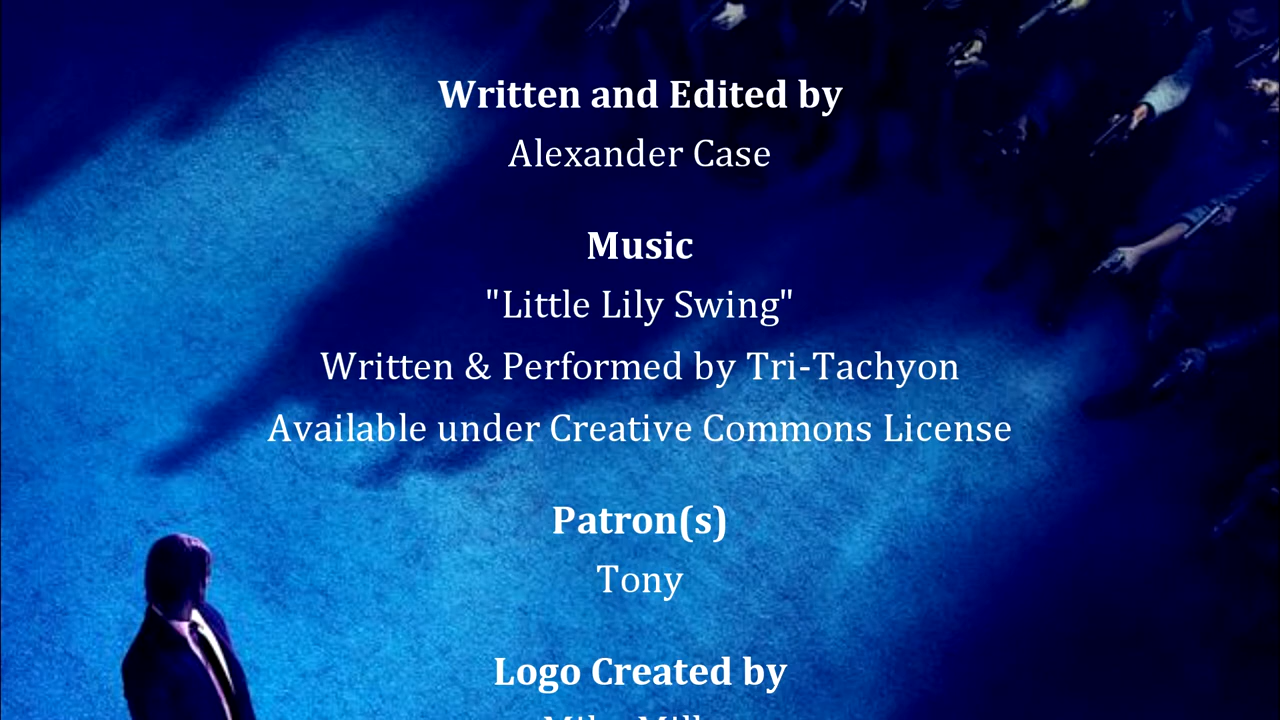 Written and Edited by
Alexander Case
Music
"Little Lily Swing"
Written & Performed by Tri-Tachyon
Available under Creative Commons License
Patron(s)
Tony
Logo Created by